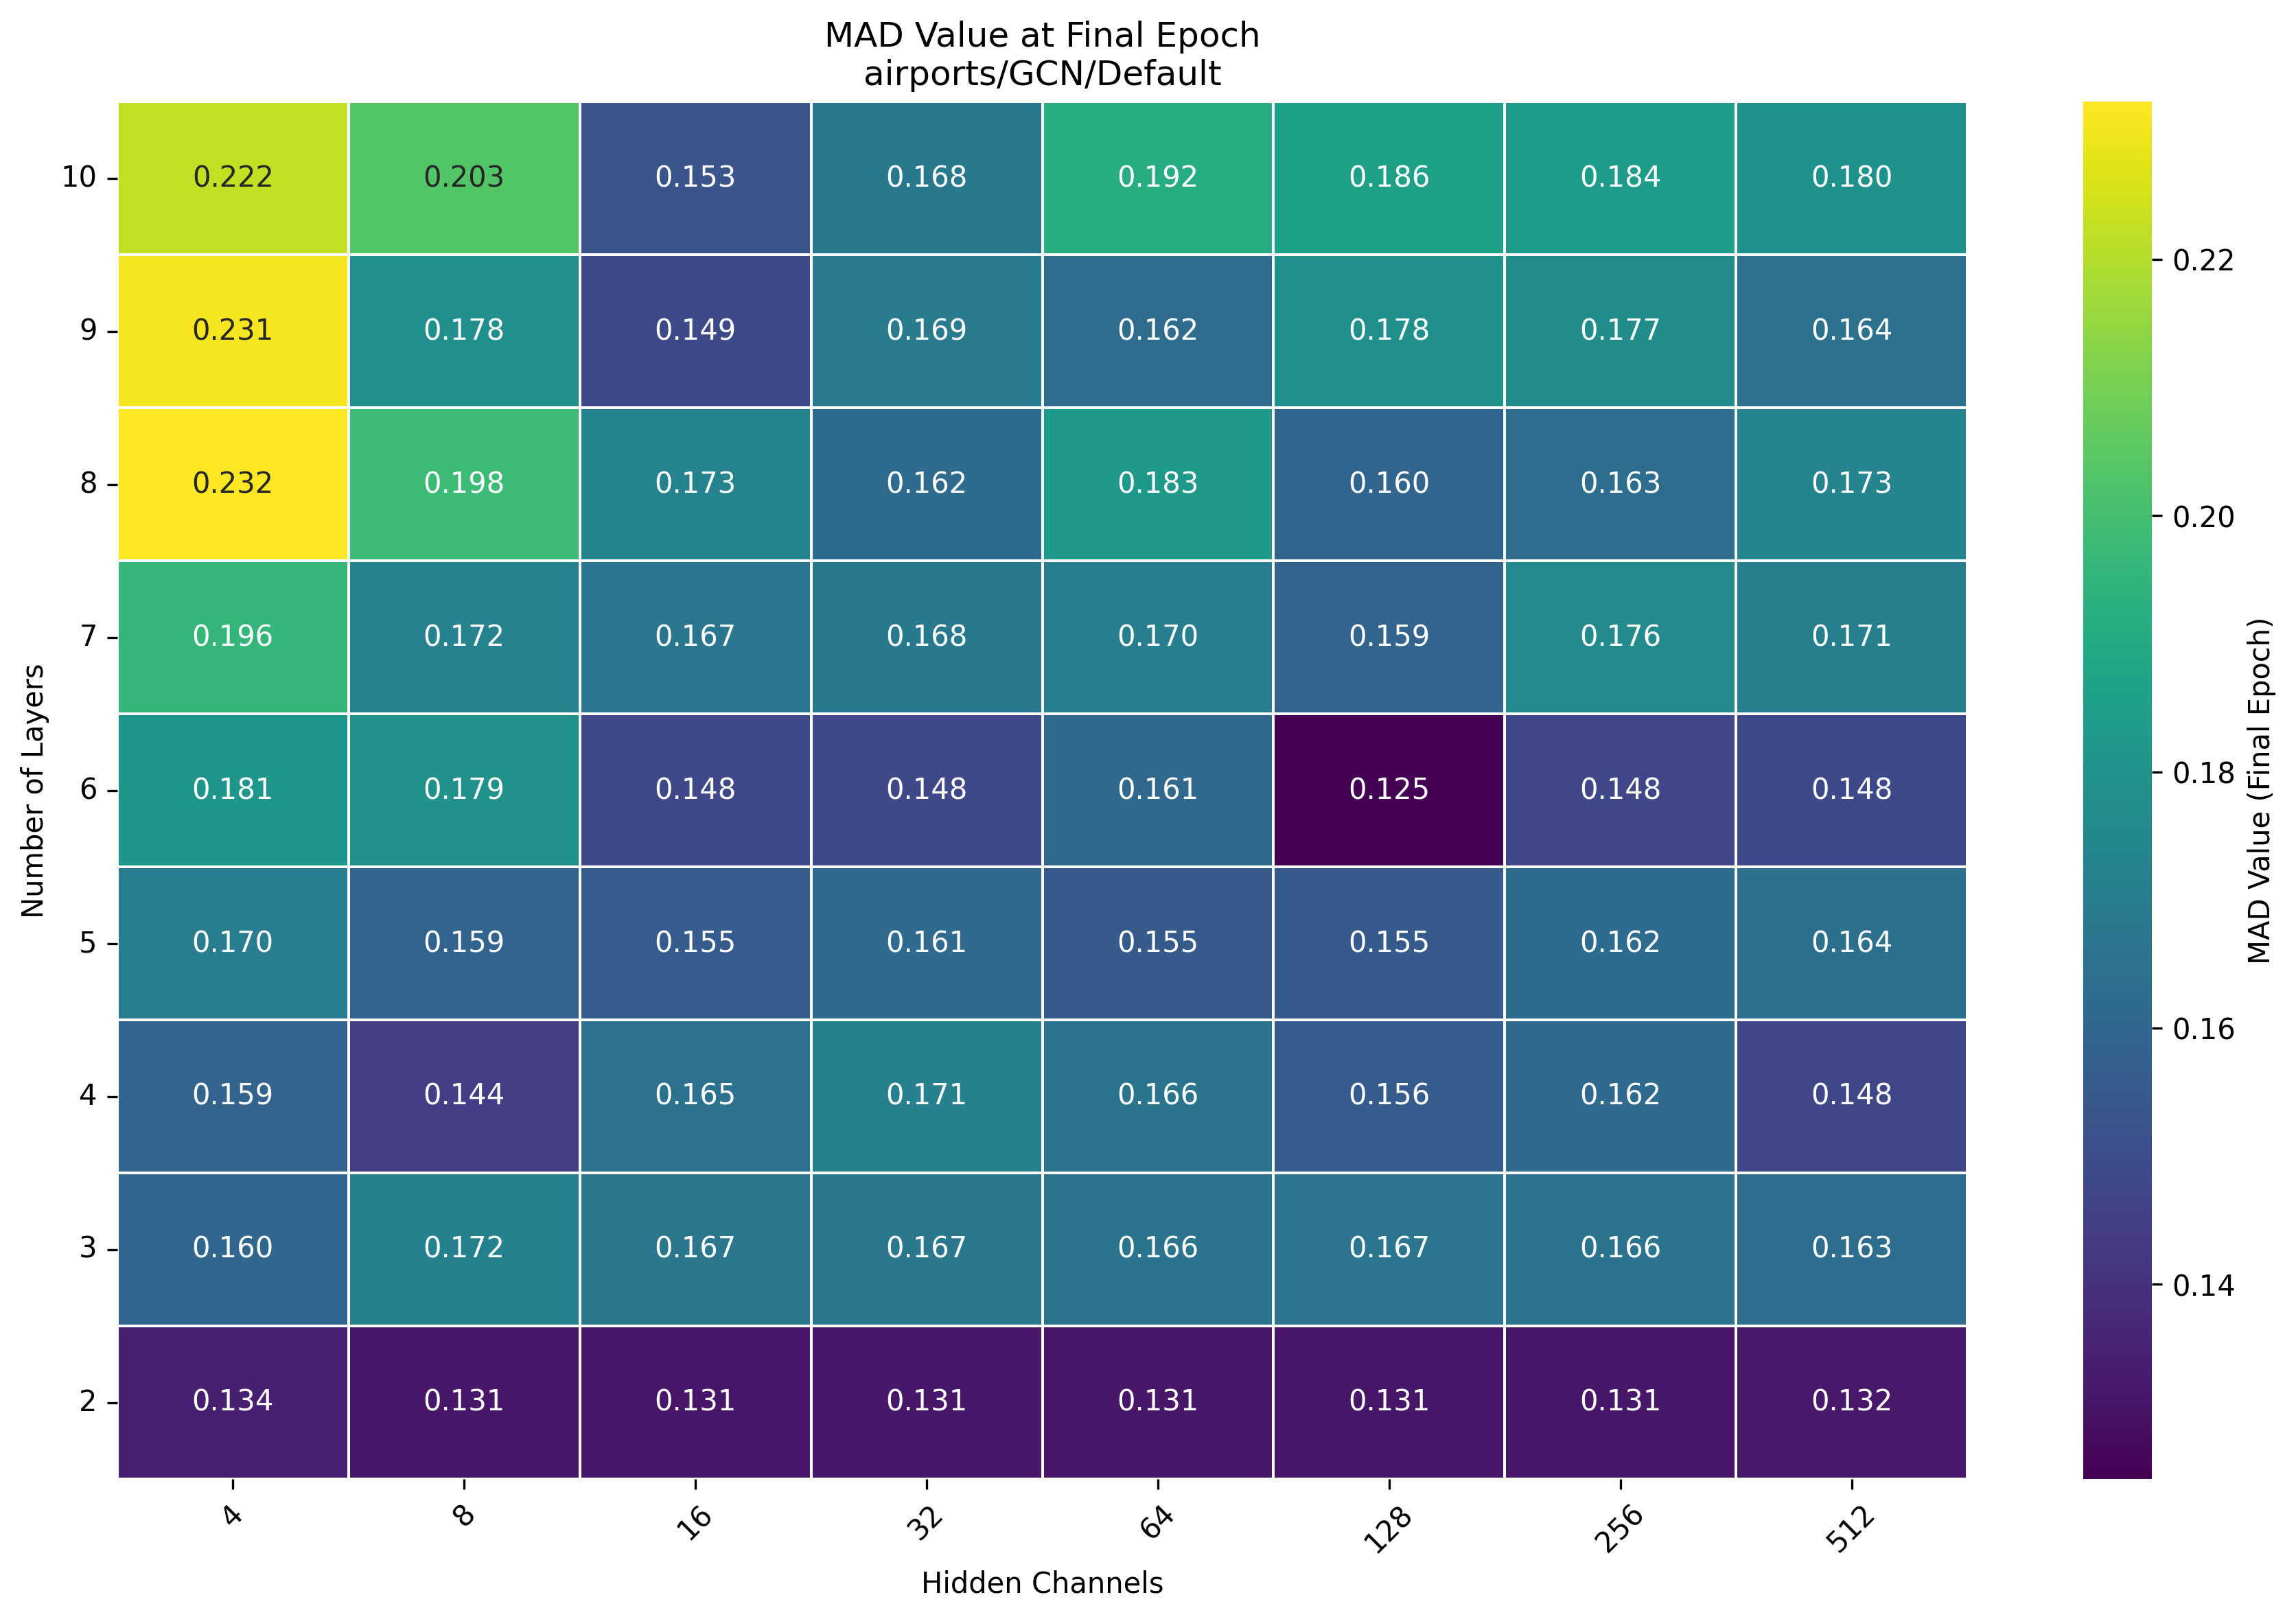 MAD Value at Final Epoch
airports/GCN/Default
10 0.222 0.203 0.153 0.168 0.192 0.186 0.184 0.180
9 0.231 0.178 0.149 0.169 0.162 0.178 0.177 0.164
8 0.232 0.198 0.173 0.162 0.183 0.160 0.163 0.173
7 0.196 0.172 0.167 0.168 0.170 0.159 0.176 0.171
6 0.181 0.179 0.148 0.148 0.161 0.125 0.148 0.148
5 0.170 0.159 0.155 0.161 0.155 0.155 0.162 0.164
4 0.159 0.144 0.165 0.171 0.166 0.156 0.162 0.148
3 0.160 0.172 0.167 0.167 0.166 0.167 0.166 0.163
2 0.134 0.131 0.131 0.131 0.131 0.131 0.131 0.132
4 8 16 32 64 128 256 512
Hidden Channels
Number of Layers
0.22
0.20
0.18
0.16
0.14
MAD Value (Final Epoch)